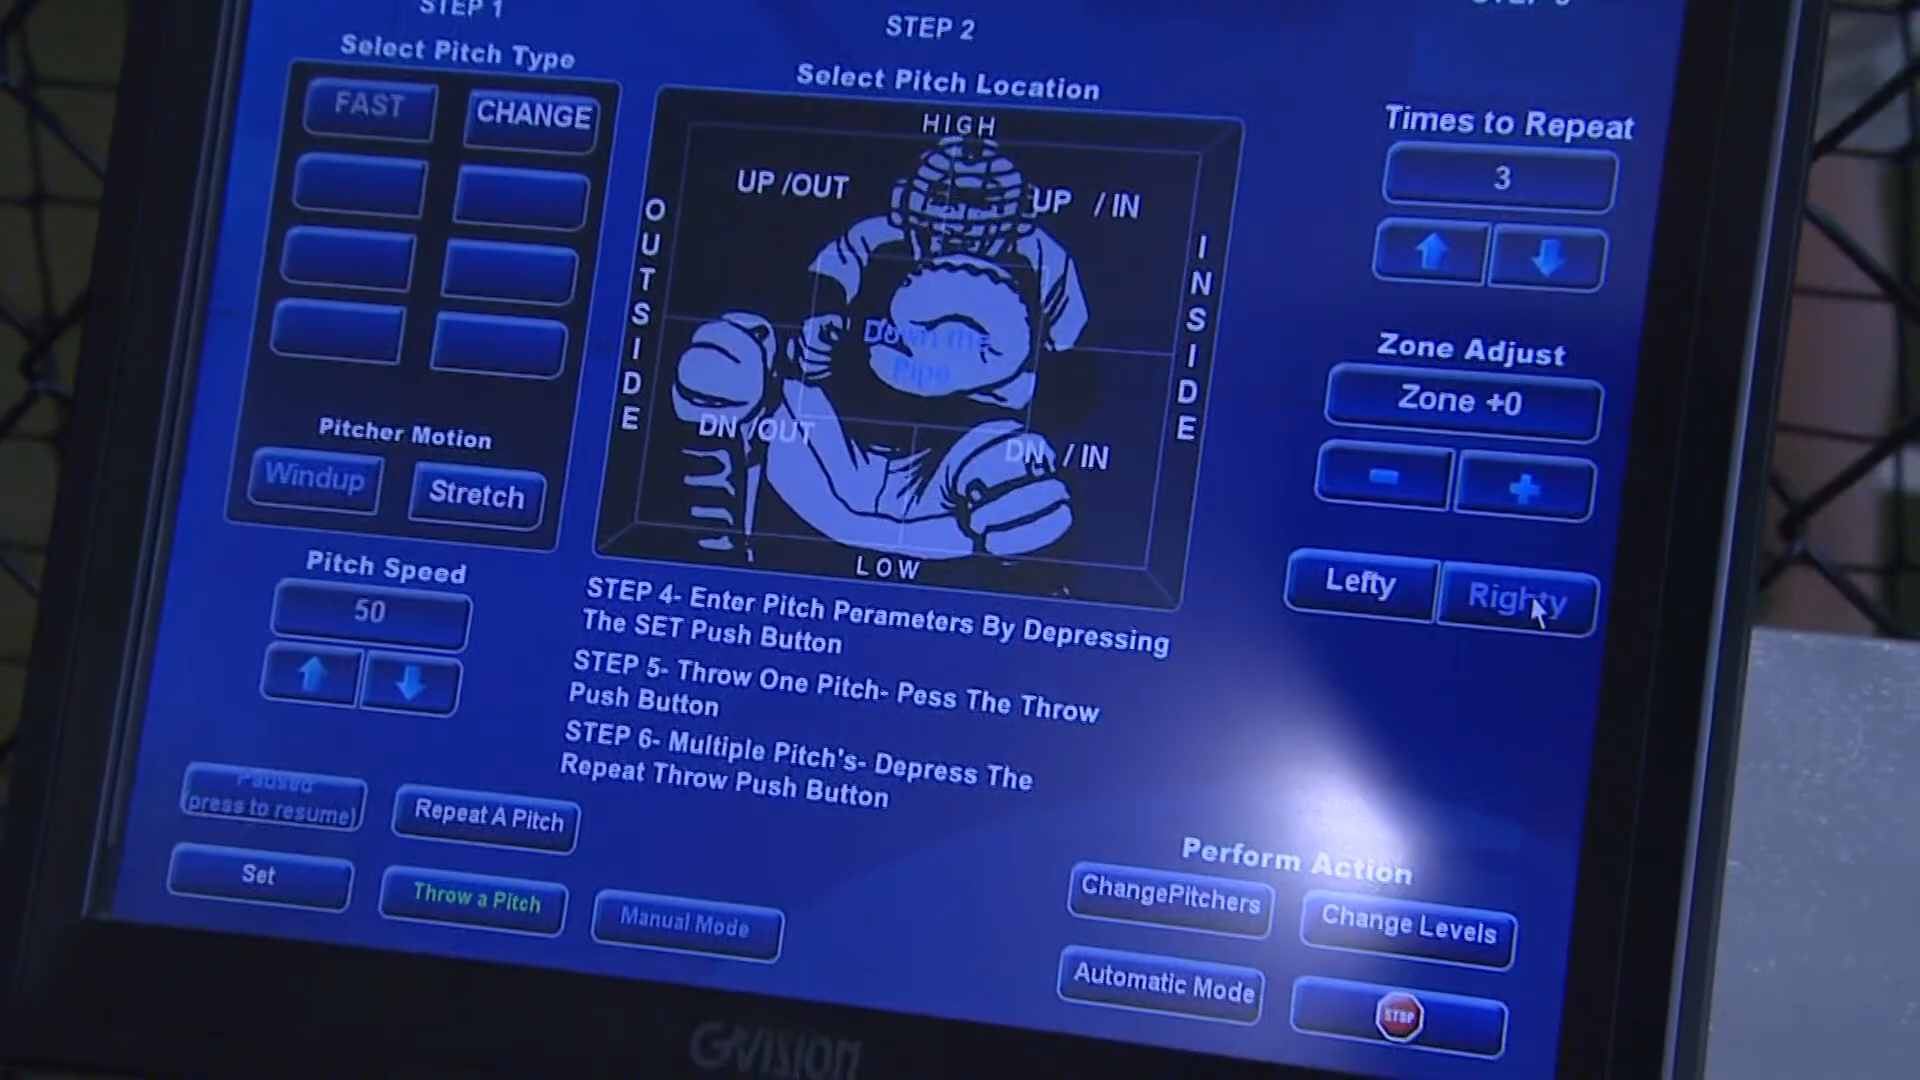 STEP 1
Select Pitch Type
FAST
CHANGE
Pitcher Motion
Windup
Stretch
Pitch Speed
50
STEP 2
Select Pitch Location
HIGH
UP /OUT
UP / IN
OUTSIDE
INSIDE
Down the
Pipe
DN /OUT
DN / IN
LOW
Times to Repeat
3
Zone Adjust
Zone +0
Lefty
Righty
STEP 4- Enter Pitch Perameters By Depressing
The SET Push Button
STEP 5- Throw One Pitch- Pess The Throw
Push Button
STEP 6- Multiple Pitch's- Depress The
Repeat Throw Push Button
Paused
(press to resume)
Repeat A Pitch
Set
Throw a Pitch
Manual Mode
Perform Action
ChangePitchers
Change Levels
Automatic Mode
STOP
GVISION